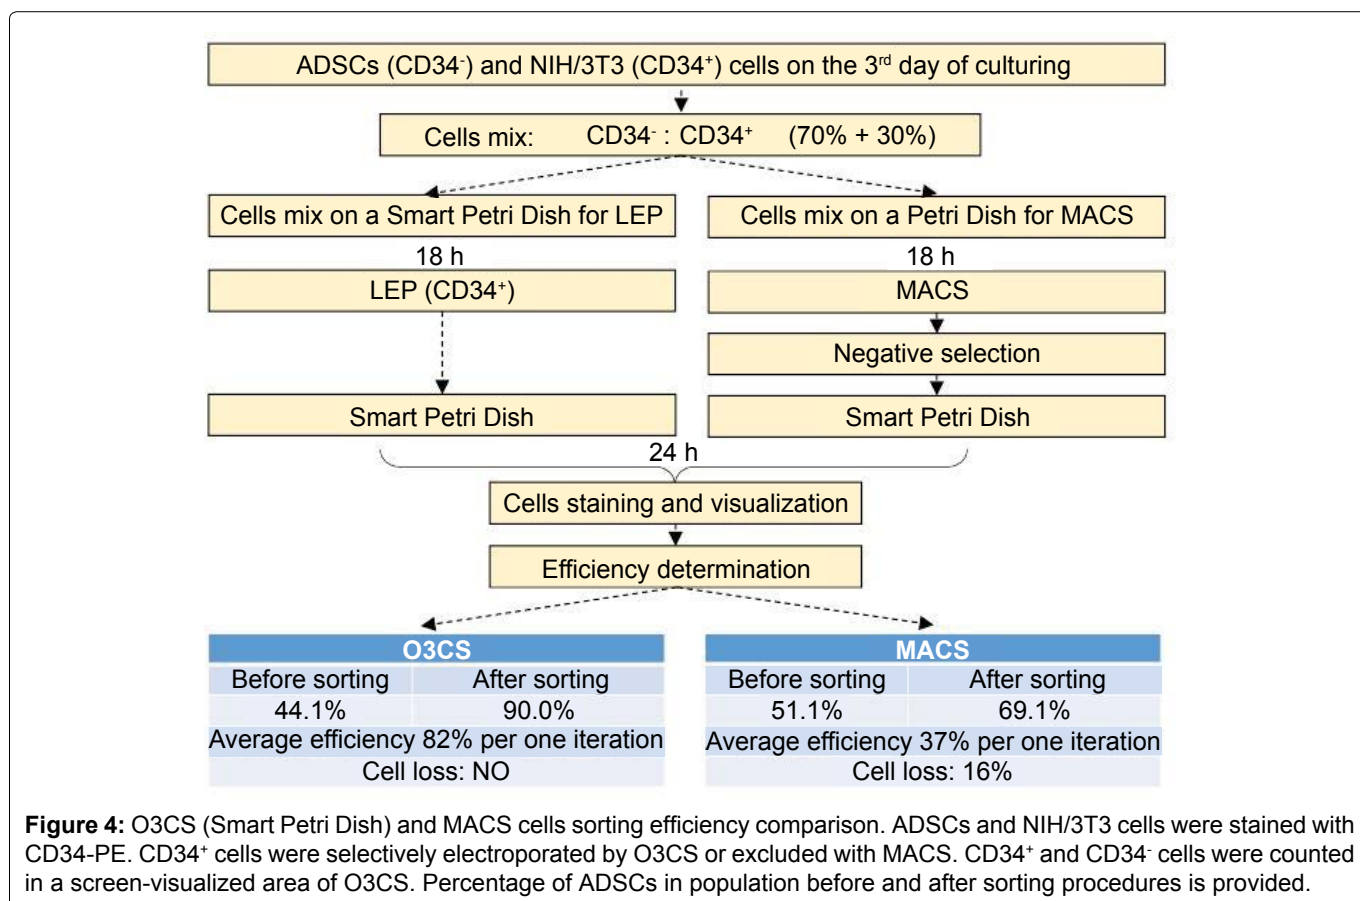 ADSCs (CD34⁻) and NIH/3T3 (CD34⁺) cells on the 3ʳᵈ day of culturing
Cells mix: CD34⁻ : CD34⁺ (70% + 30%)
Cells mix on a Smart Petri Dish for LEP
Cells mix on a Petri Dish for MACS
18 h
18 h
LEP (CD34⁺)
MACS
Negative selection
Smart Petri Dish
Smart Petri Dish
24 h
Cells staining and visualization
Efficiency determination
O3CS
Before sorting After sorting
44.1% 90.0%
Average efficiency 82% per one iteration
Cell loss: NO
MACS
Before sorting After sorting
51.1% 69.1%
Average efficiency 37% per one iteration
Cell loss: 16%
Figure 4: O3CS (Smart Petri Dish) and MACS cells sorting efficiency comparison. ADSCs and NIH/3T3 cells were stained with
CD34-PE. CD34⁺ cells were selectively electroporated by O3CS or excluded with MACS. CD34⁺ and CD34⁻ cells were counted
in a screen-visualized area of O3CS. Percentage of ADSCs in population before and after sorting procedures is provided.